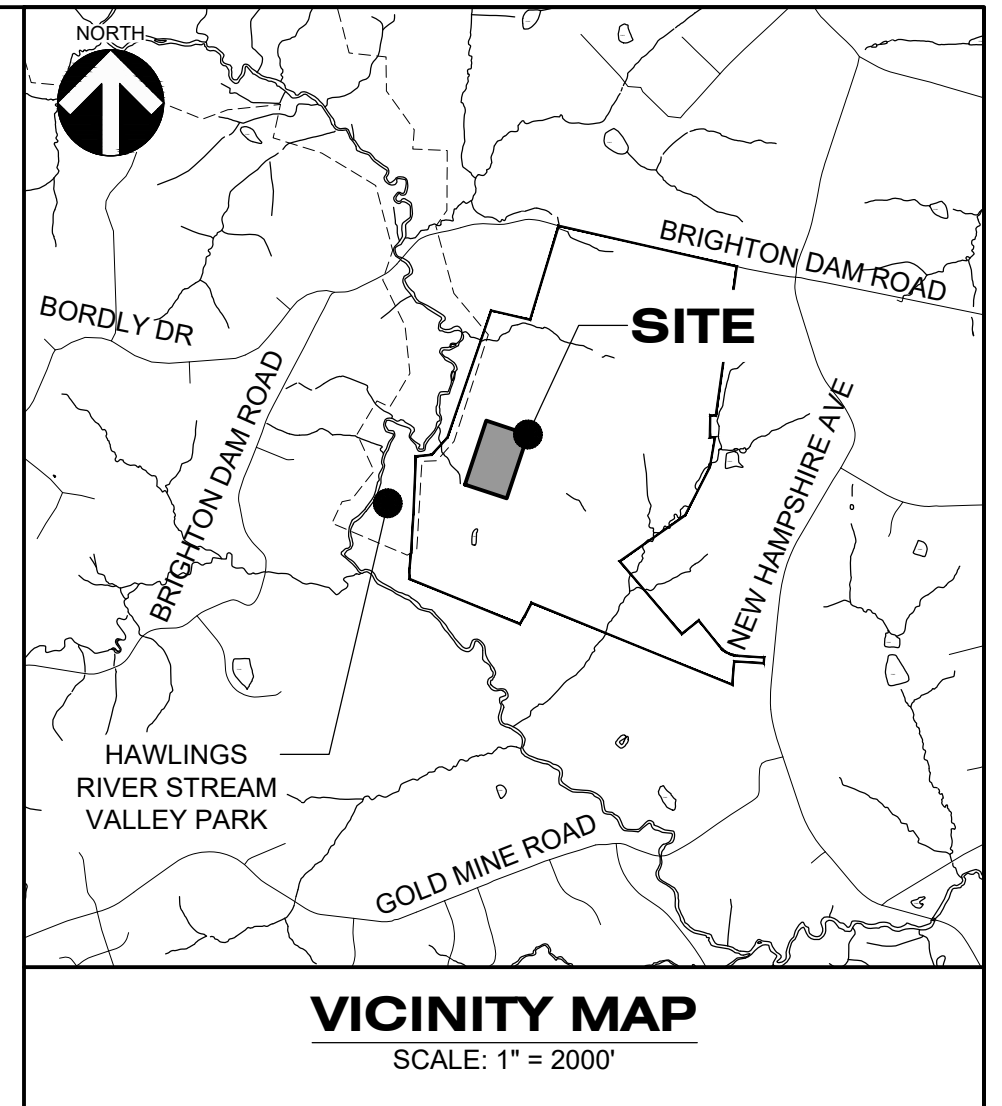 NORTH
BRIGHTON DAM ROAD
SITE
BORDLY DR
BRIGHTON DAM ROAD
NEW HAMPSHIRE AVE
HAWLINGS
RIVER STREAM
VALLEY PARK
GOLD MINE ROAD
VICINITY MAP
SCALE: 1" = 2000'